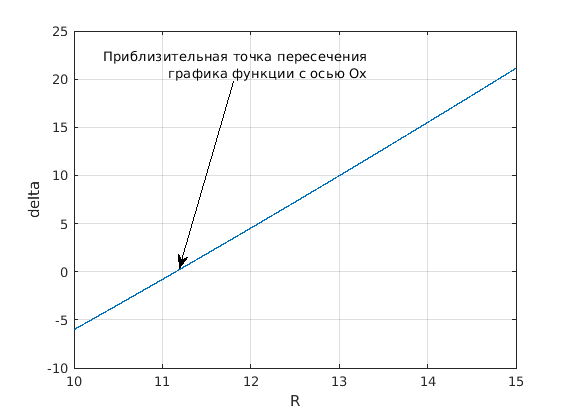 Приблизительная точка пересечения
графика функции с осью Ox
25
20
15
10
5
0
-5
-10
delta
10 11 12 13 14 15
R